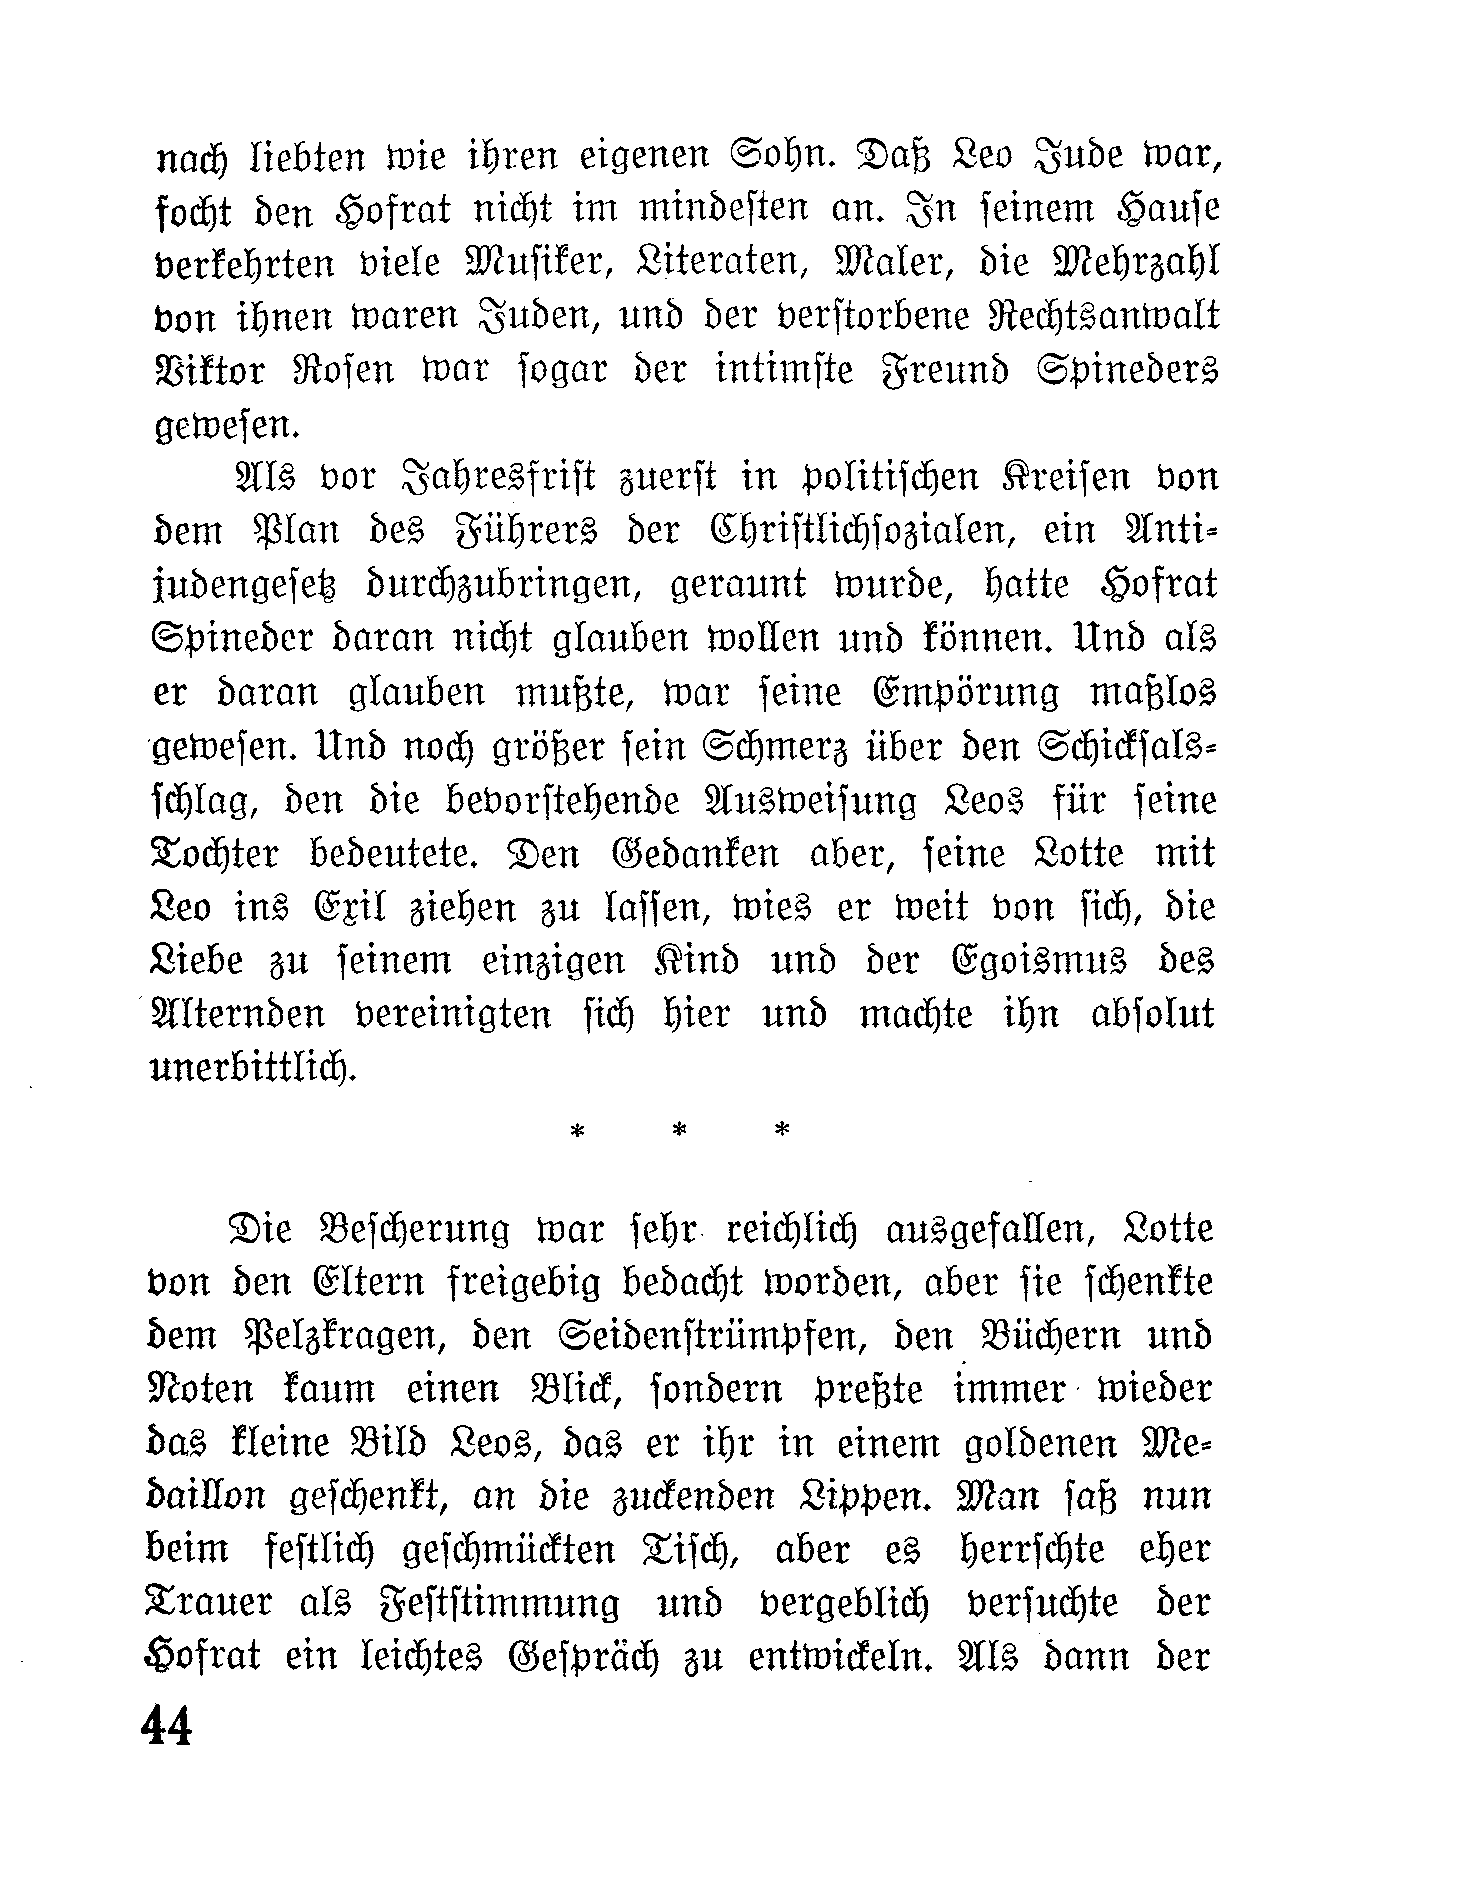 nach liebten wie ihren eigenen Sohn. Daß Leo Jude war,
focht den Hofrat nicht im mindeſten an. In ſeinem Hauſe
verkehrten viele Muſiker, Literaten, Maler, die Mehrzahl
von ihnen waren Juden, und der verſtorbene Rechtsanwalt
Viktor Roſen war ſogar der intimſte Freund Spineders
geweſen.
Als vor Jahresfriſt zuerſt in politiſchen Kreiſen von
dem Plan des Führers der Chriſtlichſozialen, ein Anti-
judengeſetz durchzubringen, geraunt wurde, hatte Hofrat
Spineder daran nicht glauben wollen und können. Und als
er daran glauben mußte, war ſeine Empörung maßlos
geweſen. Und noch größer ſein Schmerz über den Schickſals-
ſchlag, den die bevorſtehende Ausweiſung Leos für ſeine
Tochter bedeutete. Den Gedanken aber, ſeine Lotte mit
Leo ins Exil ziehen zu laſſen, wies er weit von ſich, die
Liebe zu ſeinem einzigen Kind und der Egoismus des
Alternden vereinigten ſich hier und machte ihn abſolut
unerbittlich.
* * *
Die Beſcherung war ſehr reichlich ausgefallen, Lotte
von den Eltern freigebig bedacht worden, aber ſie ſchenkte
dem Pelzkragen, den Seidenſtrümpfen, den Büchern und
Noten kaum einen Blick, ſondern preßte immer wieder
das kleine Bild Leos, das er ihr in einem goldenen Me-
daillon geſchenkt, an die zuckenden Lippen. Man ſaß nun
beim feſtlich geſchmückten Tiſch, aber es herrſchte eher
Trauer als Feſtſtimmung und vergeblich verſuchte der
Hofrat ein leichtes Geſpräch zu entwickeln. Als dann der
44